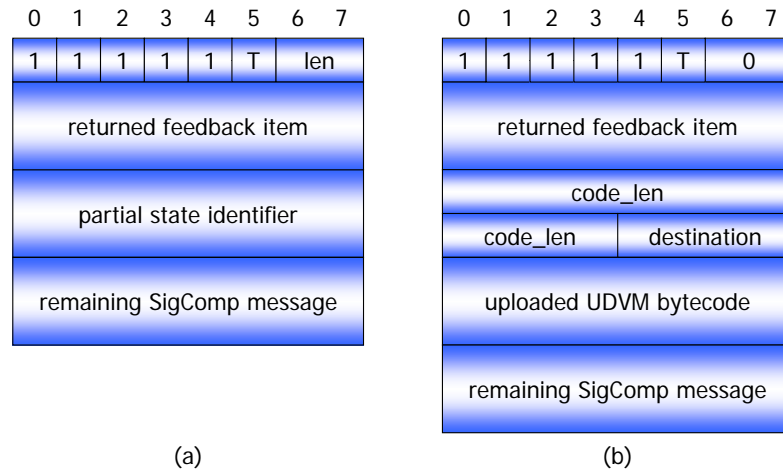 0 1 2 3 4 5 6 7
1 1 1 1 1 T len
returned feedback item
partial state identifier
remaining SigComp message
(a)
0 1 2 3 4 5 6 7
1 1 1 1 1 T 0
returned feedback item
code_len
code_len destination
uploaded UDVM bytecode
remaining SigComp message
(b)